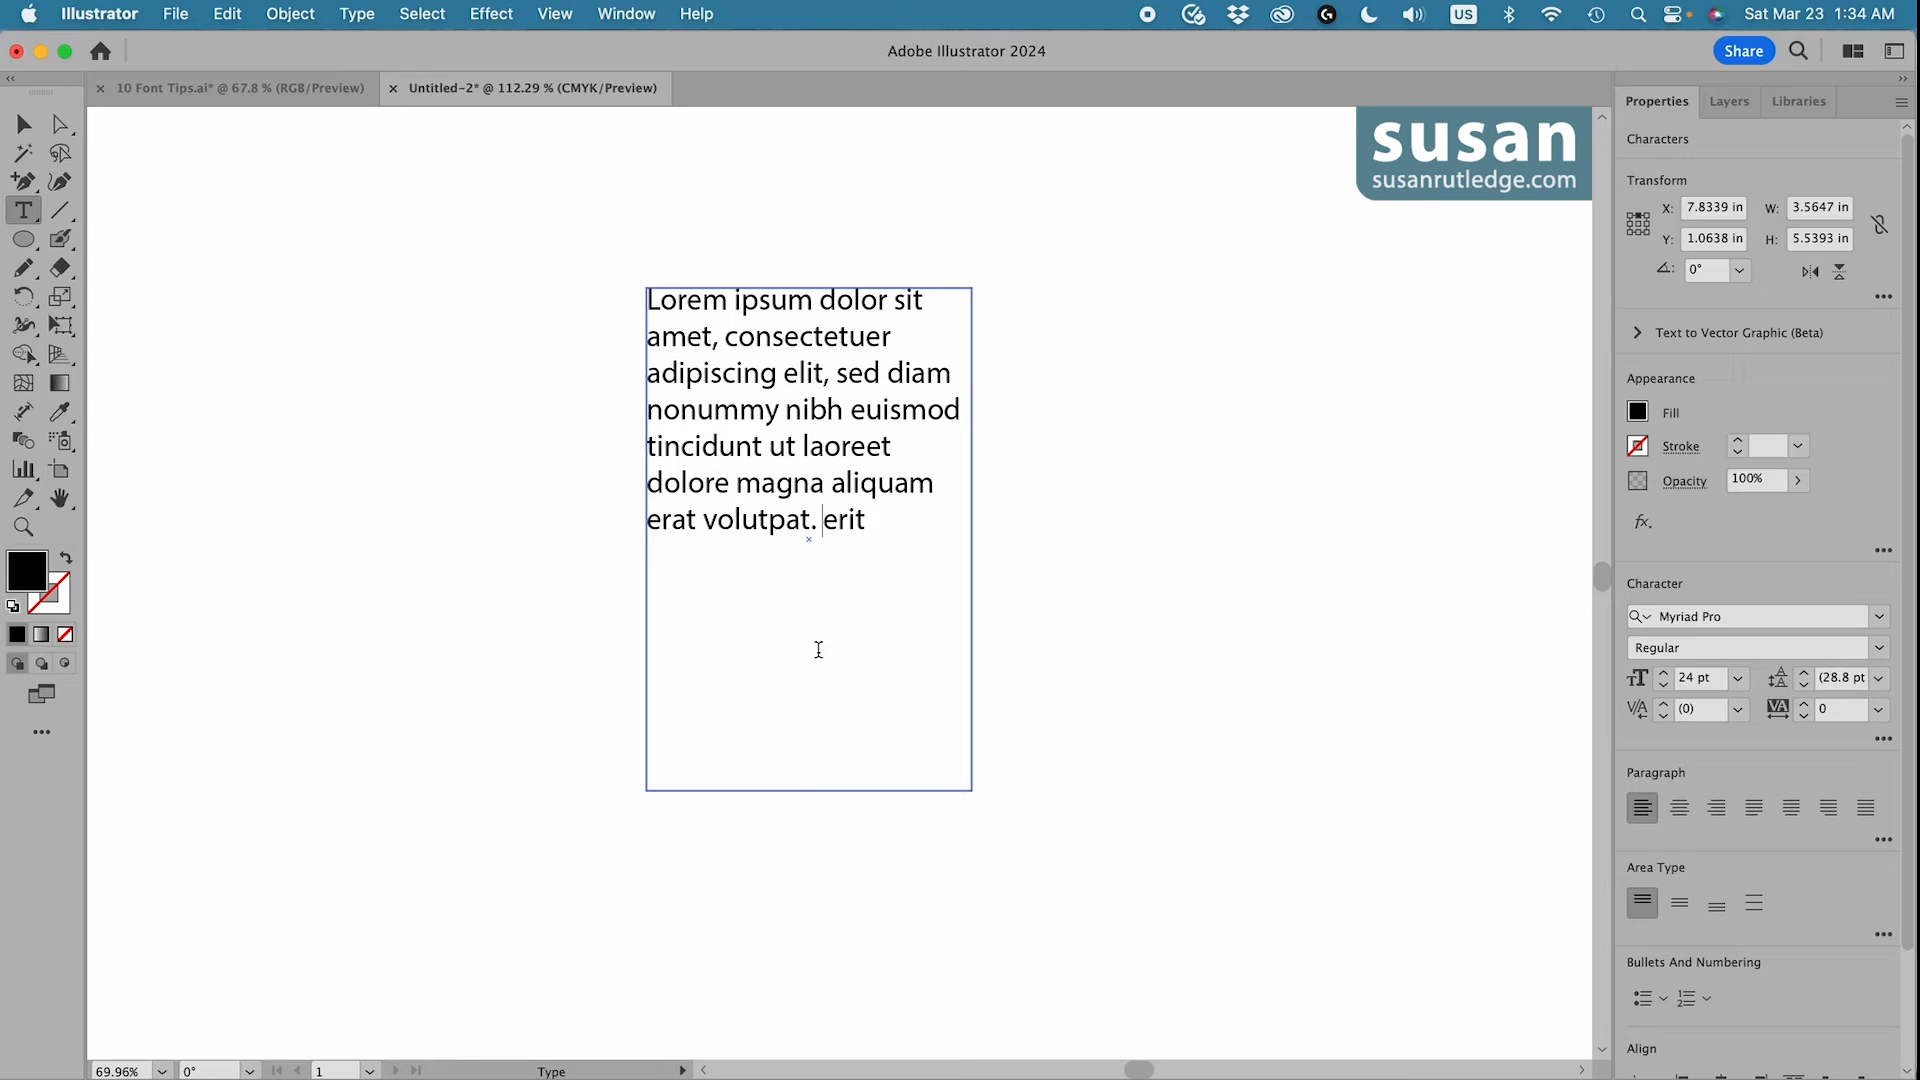 Illustrator File Edit Object Type Select Effect View Window Help US Sat Mar 23 1:34 AM
Adobe Illustrator 2024 Share
10 Font Tips.ai* @ 67.8 % (RGB/Preview) Untitled-2* @ 112.29 % (CMYK/Preview)
susan
susanrutledge.com
Lorem ipsum dolor sit
amet, consectetuer
adipiscing elit, sed diam
nonummy nibh euismod
tincidunt ut laoreet
dolore magna aliquam
erat volutpat. erit
Properties Layers Libraries
Characters
Transform
X: 7.8339 in W: 3.5647 in
Y: 1.0638 in H: 5.5393 in
0°
Text to Vector Graphic (Beta)
Appearance
Fill
Stroke
Opacity 100%
fx.
Character
Myriad Pro
Regular
24 pt (28.8 pt
(0) 0
Paragraph
Area Type
Bullets And Numbering
Align
69.96% 0° 1 Type